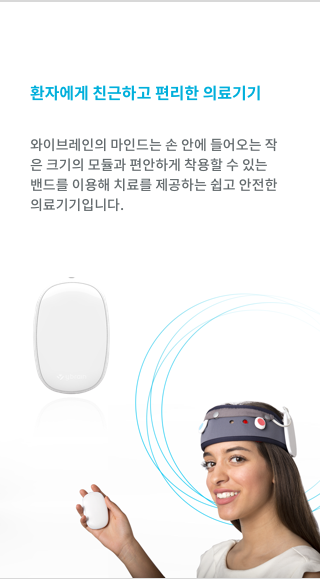 환자에게 친근하고 편리한 의료기기
와이브레인의 마인드는 손 안에 들어오는 작
은 크기의 모듈과 편안하게 착용할 수 있는
밴드를 이용해 치료를 제공하는 쉽고 안전한
의료기기입니다.